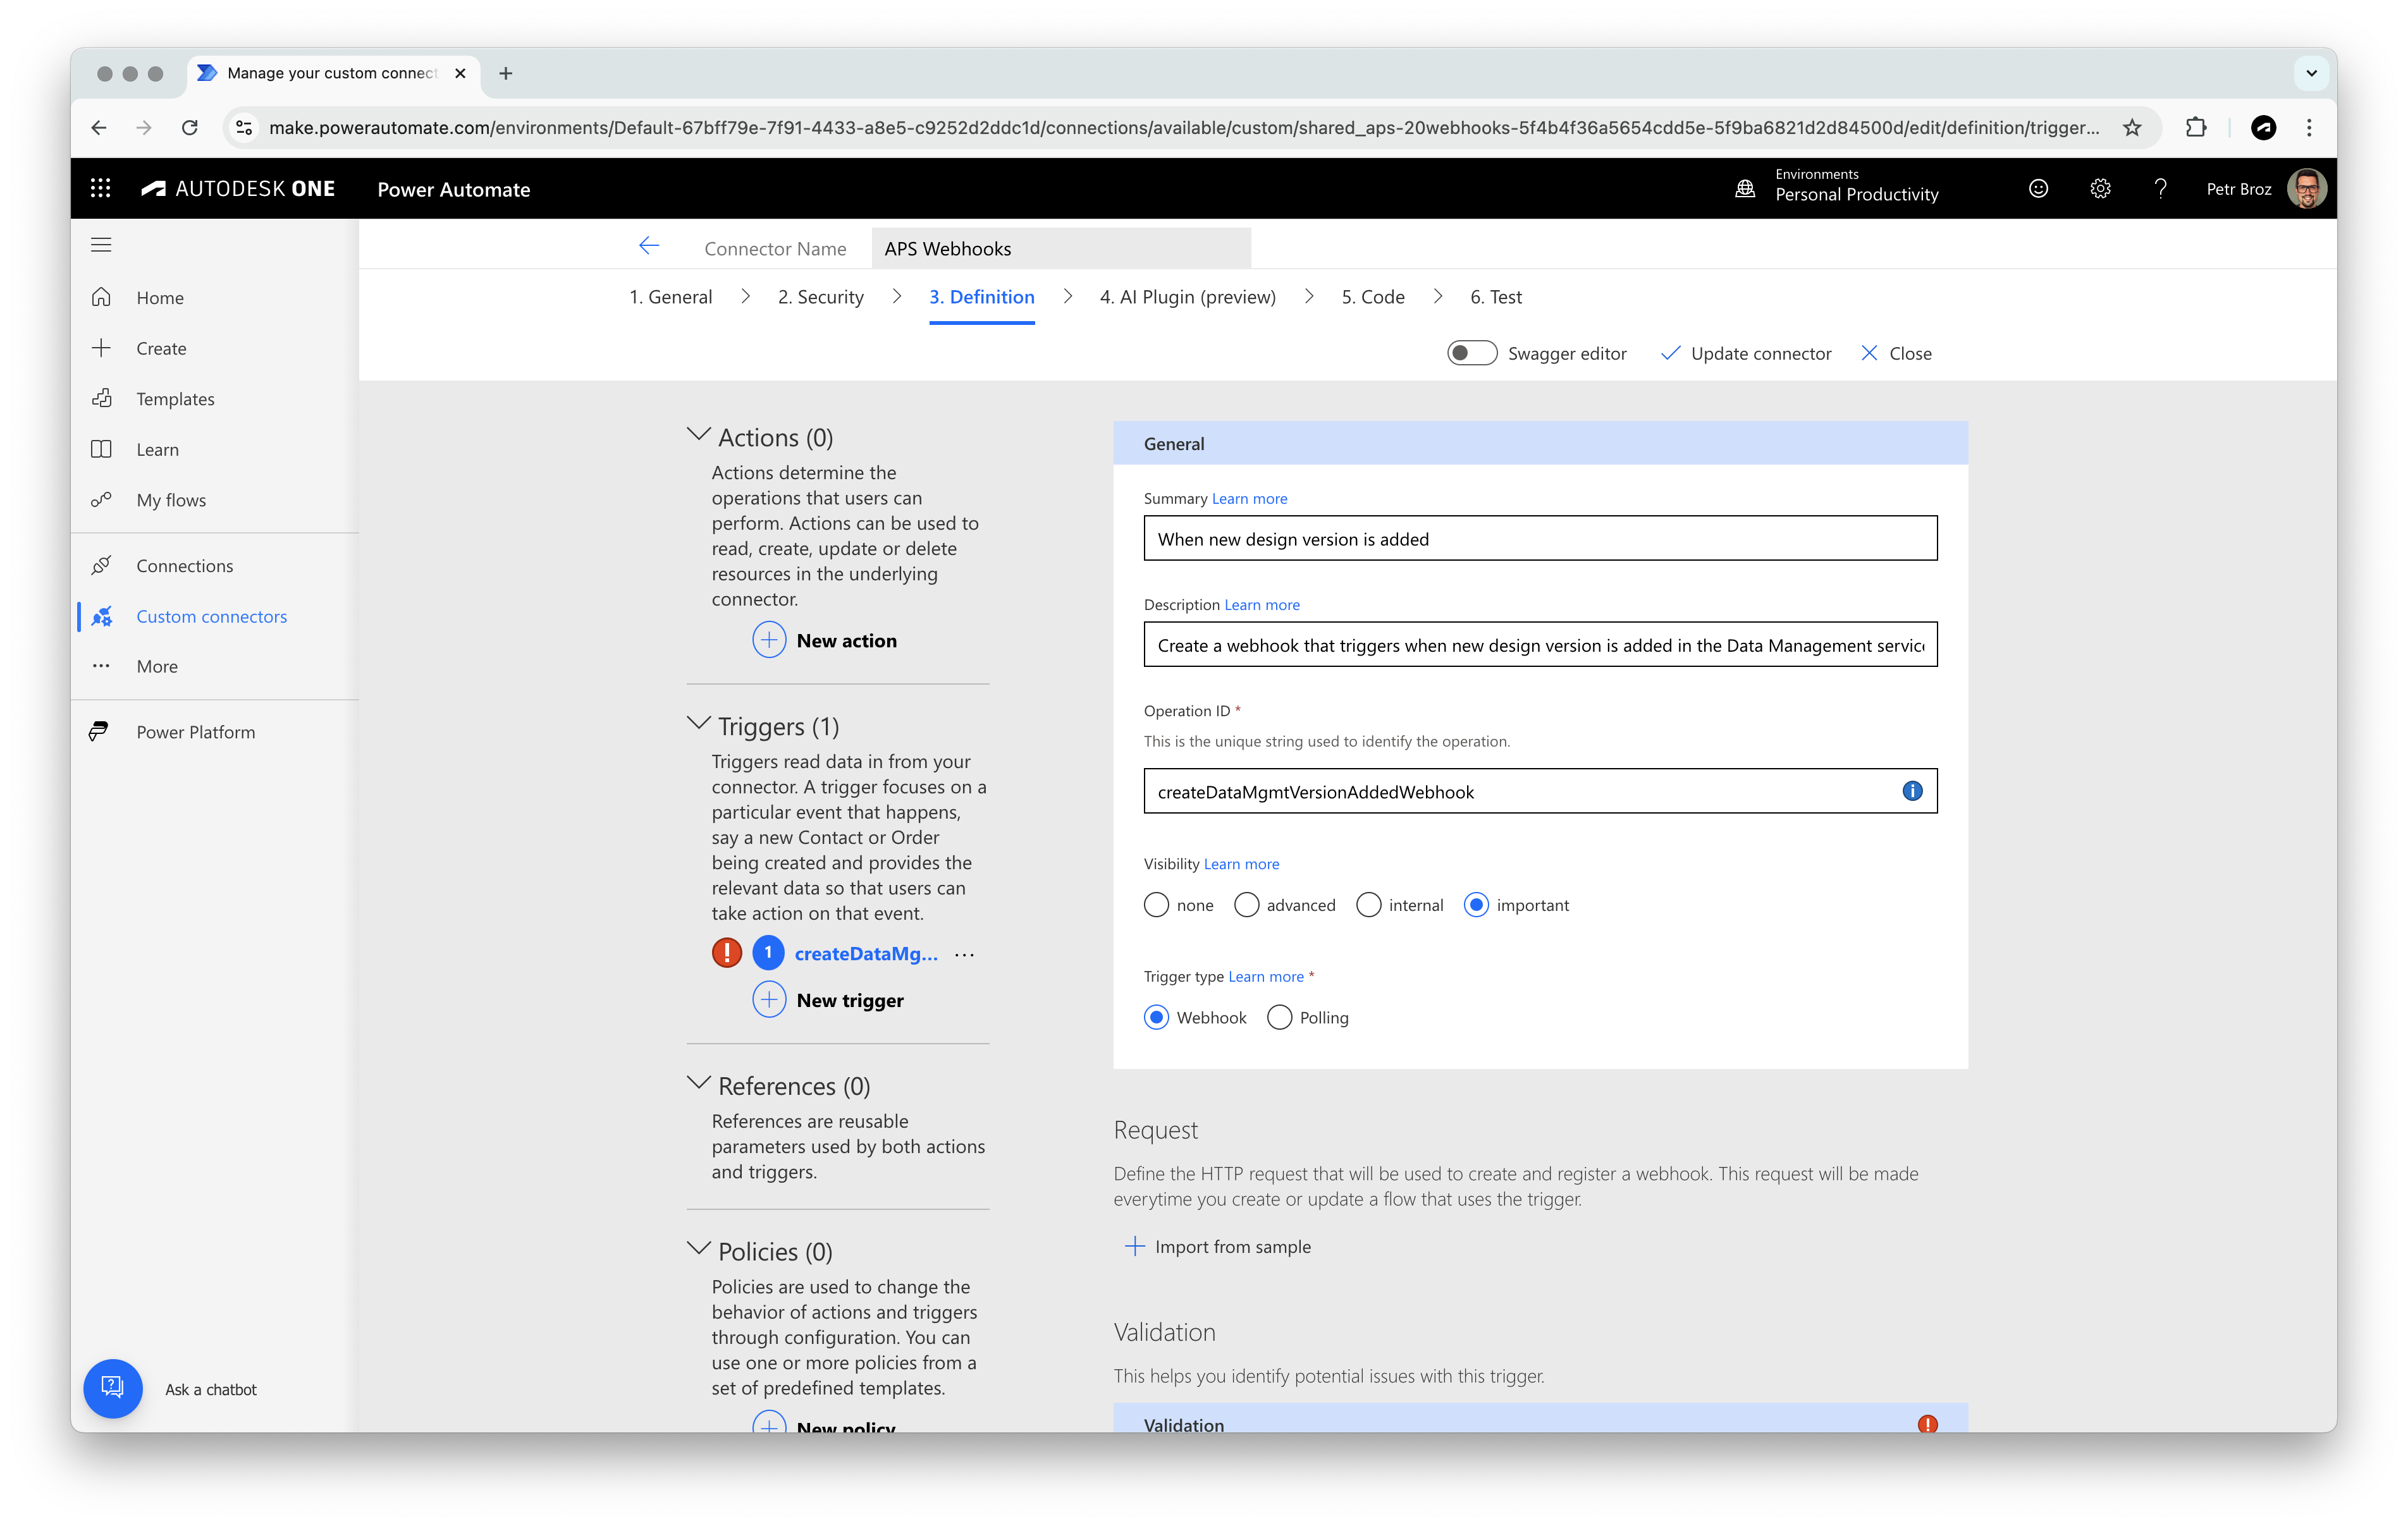 Manage your custom connect
make.powerautomate.com/environments/Default-67bff79e-7f91-4433-a8e5-c9252d2ddc1d/connections/available/custom/shared_aps-20webhooks-5f4b4f36a5654cdd5e-5f9ba6821d2d84500d/edit/definition/trigger...
AUTODESK ONE
Power Automate
Environments
Personal Productivity
?
Petr Broz
Home
Create
Templates
Learn
My flows
Connections
Custom connectors
More
Power Platform
Ask a chatbot
Connector Name
APS Webhooks
1. General
2. Security
3. Definition
4. AI Plugin (preview)
5. Code
6. Test
Swagger editor
Update connector
Close
Actions (0)
Actions determine the
operations that users can
perform. Actions can be used to
read, create, update or delete
resources in the underlying
connector.
New action
Triggers (1)
Triggers read data in from your
connector. A trigger focuses on a
particular event that happens,
say a new Contact or Order
being created and provides the
relevant data so that users can
take action on that event.
! 1 createDataMg... ...
New trigger
References (0)
References are reusable
parameters used by both actions
and triggers.
Policies (0)
Policies are used to change the
behavior of actions and triggers
through configuration. You can
use one or more policies from a
set of predefined templates.
New policy
General
Summary Learn more
When new design version is added
Description Learn more
Create a webhook that triggers when new design version is added in the Data Management servic
Operation ID *
This is the unique string used to identify the operation.
createDataMgmtVersionAddedWebhook
Visibility Learn more
none advanced internal important
Trigger type Learn more *
Webhook Polling
Request
Define the HTTP request that will be used to create and register a webhook. This request will be made
everytime you create or update a flow that uses the trigger.
Import from sample
Validation
This helps you identify potential issues with this trigger.
Validation